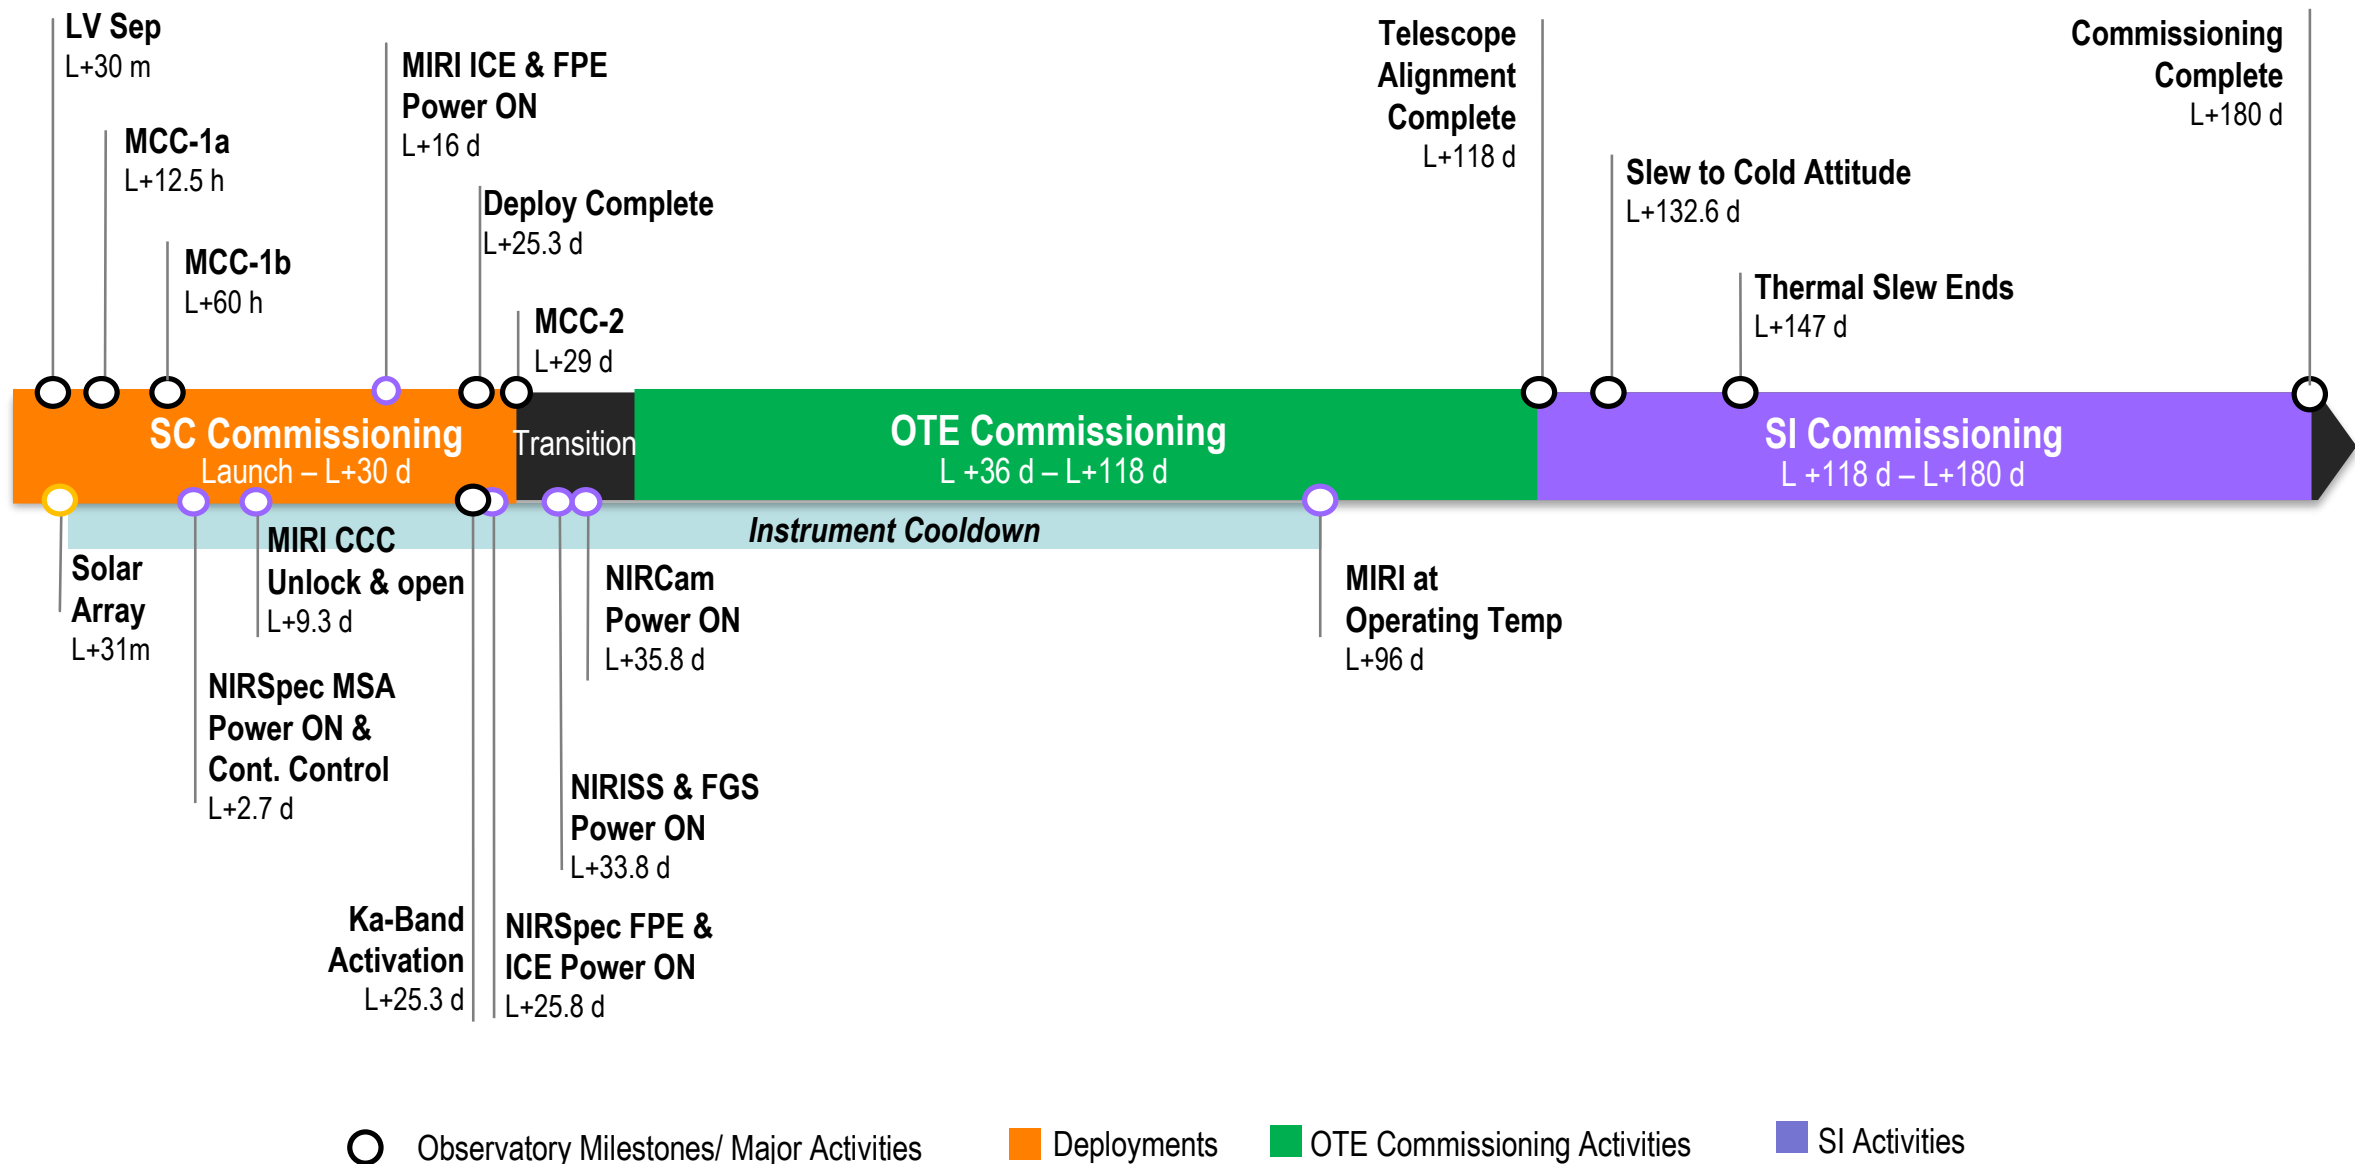 LV Sep
L+30 m
MCC-1a
L+12.5 h
MCC-1b
L+60 h
MIRI ICE & FPE
Power ON
L+16 d
Deploy Complete
L+25.3 d
MCC-2
L+29 d
Telescope
Alignment
Complete
L+118 d
Slew to Cold Attitude
L+132.6 d
Thermal Slew Ends
L+147 d
Commissioning
Complete
L+180 d
SC Commissioning
Launch – L+30 d
Transition
OTE Commissioning
L +36 d – L+118 d
SI Commissioning
L +118 d – L+180 d
Instrument Cooldown
Solar
Array
L+31m
NIRSpec MSA
Power ON &
Cont. Control
L+2.7 d
MIRI CCC
Unlock & open
L+9.3 d
Ka-Band
Activation
L+25.3 d
NIRSpec FPE &
ICE Power ON
L+25.8 d
NIRISS & FGS
Power ON
L+33.8 d
NIRCam
Power ON
L+35.8 d
MIRI at
Operating Temp
L+96 d
Observatory Milestones/ Major Activities
Deployments
OTE Commissioning Activities
SI Activities